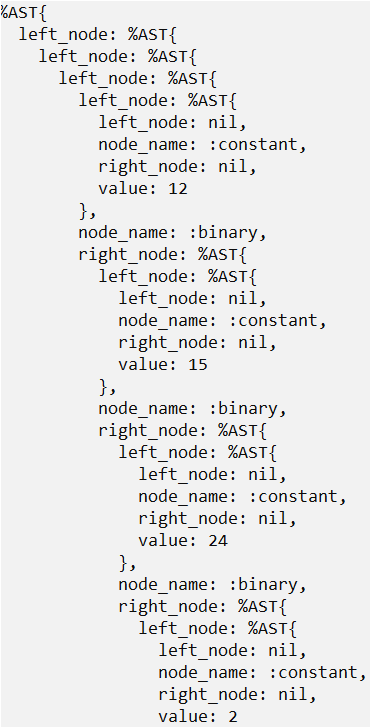 %AST{
  left_node: %AST{
    left_node: %AST{
      left_node: %AST{
        left_node: %AST{
          left_node: nil,
          node_name: :constant,
          right_node: nil,
          value: 12
        },
        node_name: :binary,
        right_node: %AST{
          left_node: %AST{
            left_node: nil,
            node_name: :constant,
            right_node: nil,
            value: 15
          },
          node_name: :binary,
          right_node: %AST{
            left_node: %AST{
              left_node: nil,
              node_name: :constant,
              right_node: nil,
              value: 24
            },
            node_name: :binary,
            right_node: %AST{
              left_node: %AST{
                left_node: nil,
                node_name: :constant,
                right_node: nil,
                value: 2